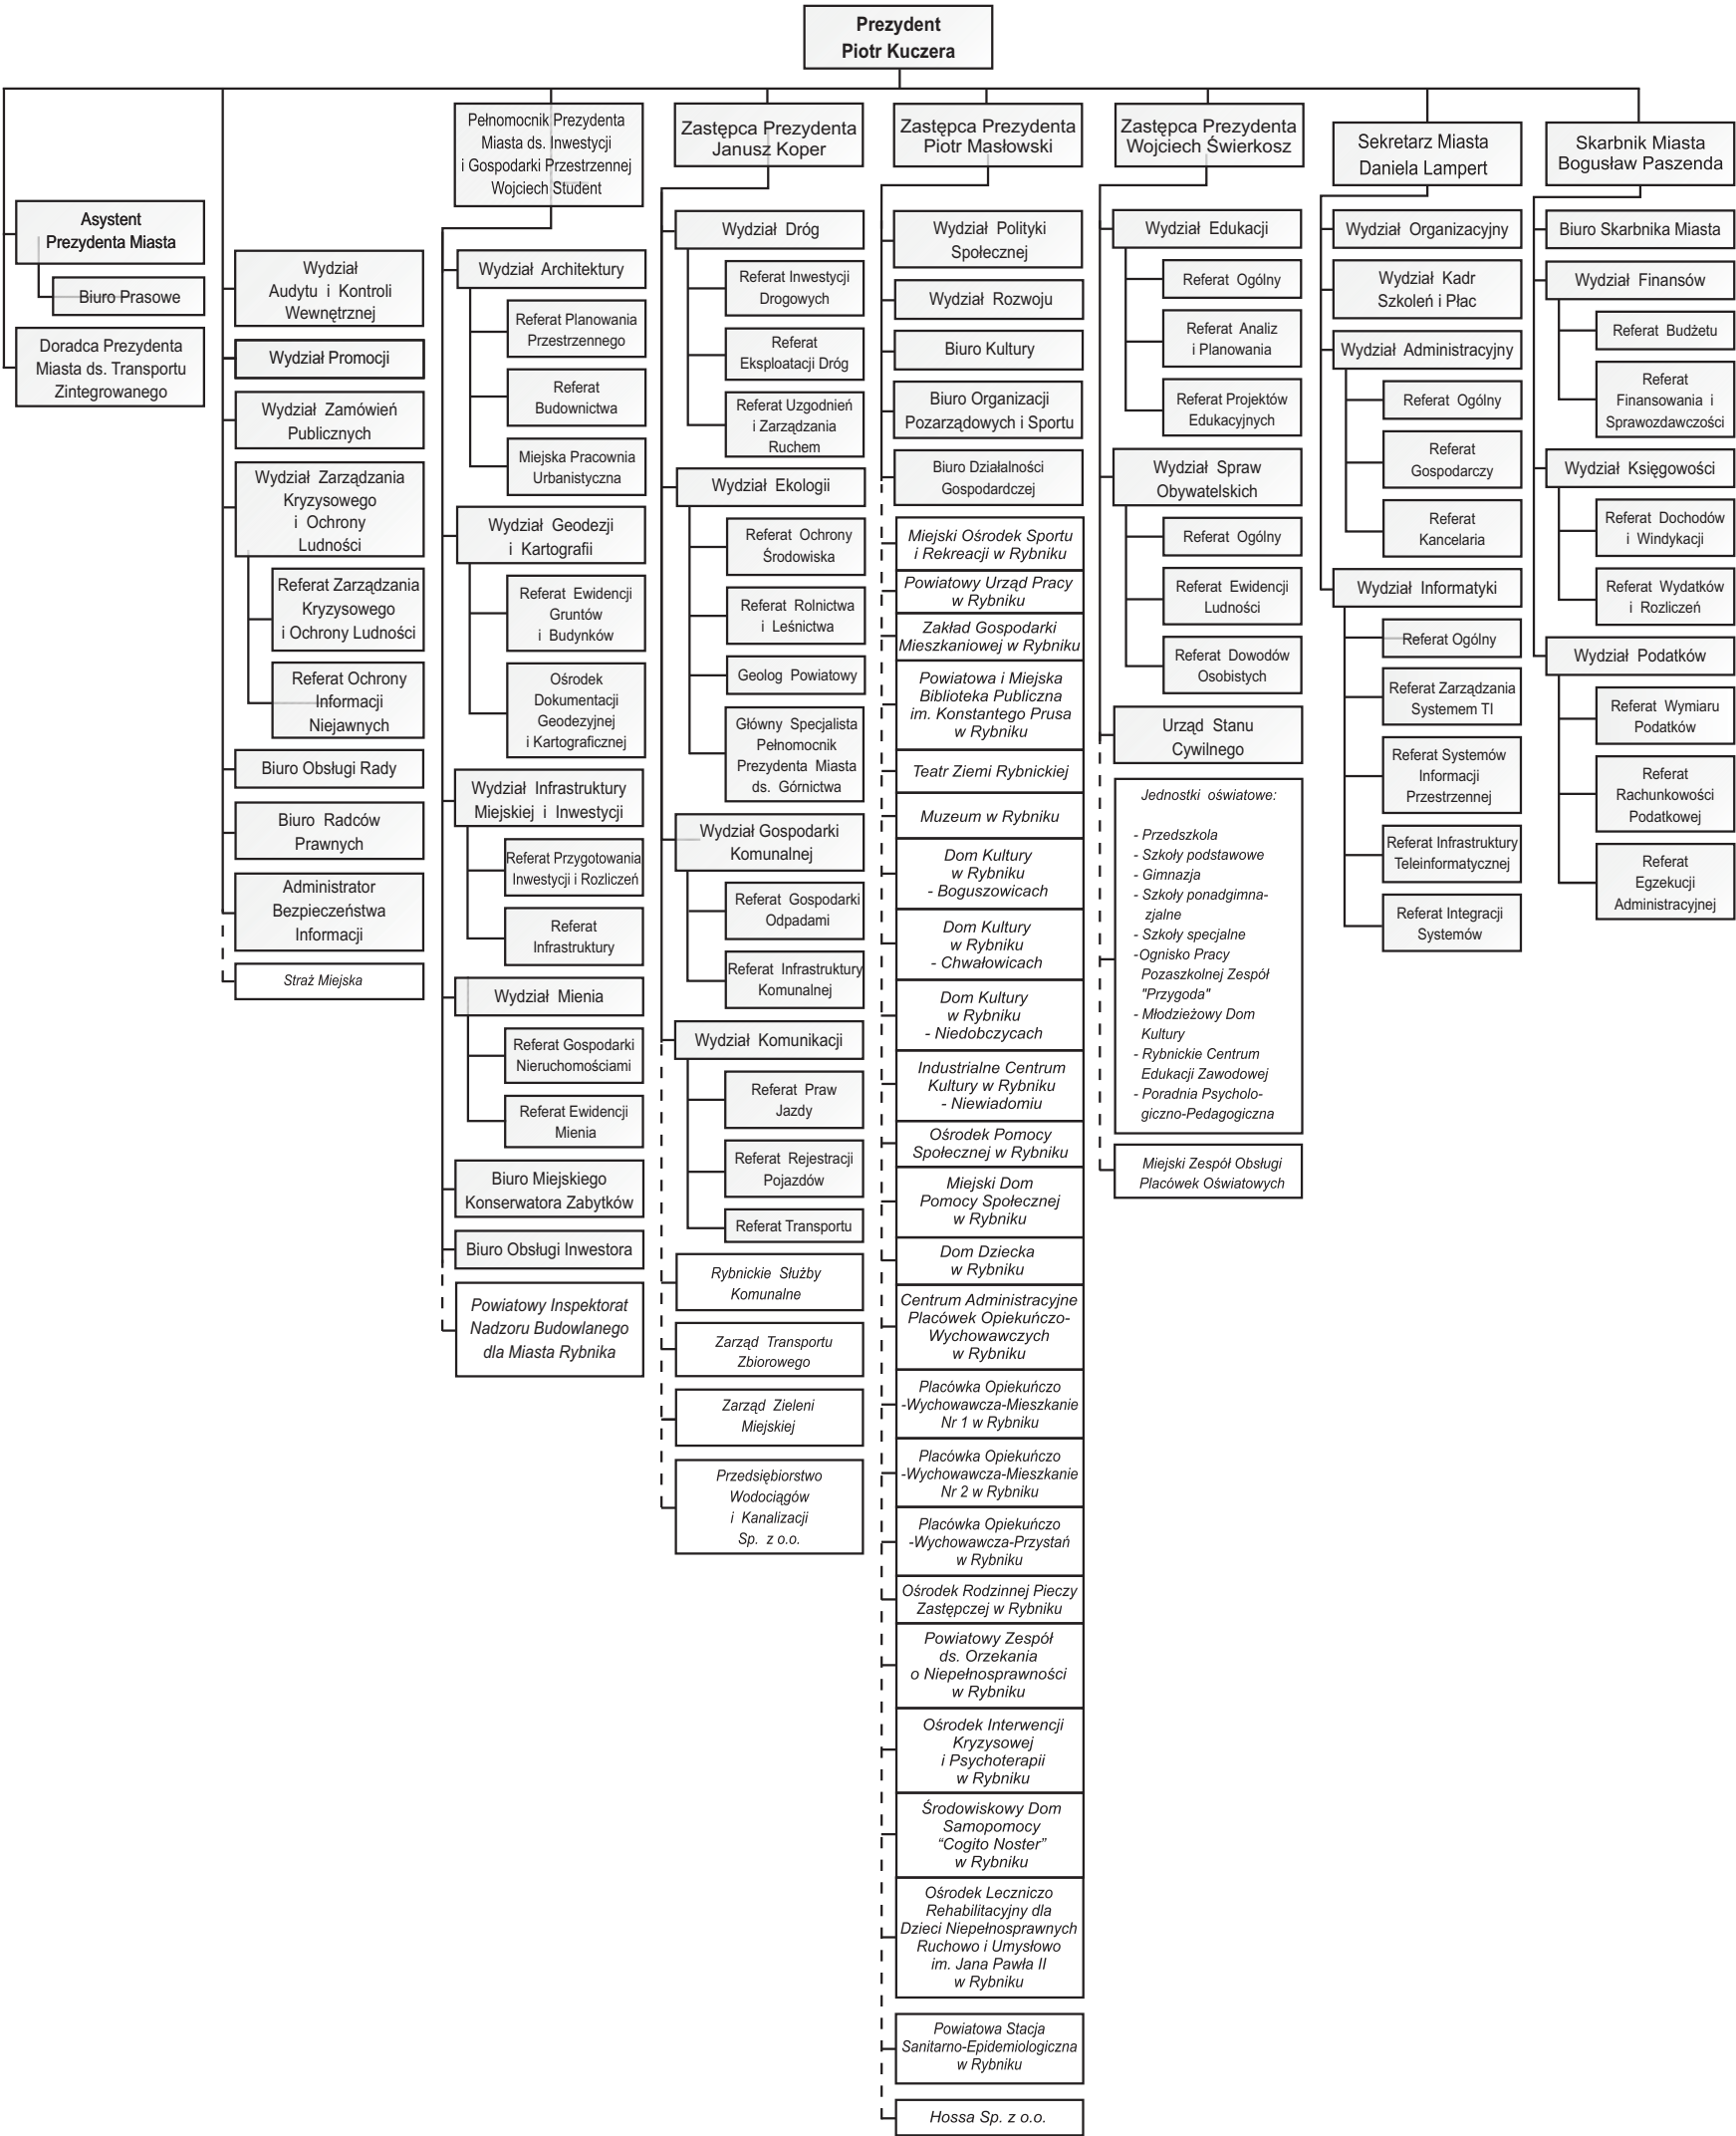 Prezydent
Piotr Kuczera
Asystent
Prezydenta Miasta
Biuro Prasowe
Doradca Prezydenta
Miasta ds. Transportu
Zintegrowanego
Wydział
Audytu i Kontroli
Wewnętrznej
Wydział Promocji
Wydział Zamówień
Publicznych
Wydział Zarządzania
Kryzysowego
i Ochrony
Ludności
Referat Zarządzania
Kryzysowego
i Ochrony Ludności
Referat Ochrony
Informacji
Niejawnych
Biuro Obsługi Rady
Biuro Radców
Prawnych
Administrator
Bezpieczeństwa
Informacji
Straż Miejska
Pełnomocnik Prezydenta
Miasta ds. Inwestycji
i Gospodarki Przestrzennej
Wojciech Student
Wydział Architektury
Referat Planowania
Przestrzennego
Referat
Budownictwa
Miejska Pracownia
Urbanistyczna
Wydział Geodezji
i Kartografii
Referat Ewidencji
Gruntów
i Budynków
Ośrodek
Dokumentacji
Geodezyjnej
i Kartograficznej
Wydział Infrastruktury
Miejskiej i Inwestycji
Referat Przygotowania
Inwestycji i Rozliczeń
Referat
Infrastruktury
Wydział Mienia
Referat Gospodarki
Nieruchomościami
Referat Ewidencji
Mienia
Biuro Miejskiego
Konserwatora Zabytków
Biuro Obsługi Inwestora
Powiatowy Inspektorat
Nadzoru Budowlanego
dla Miasta Rybnika
Zastępca Prezydenta
Janusz Koper
Wydział Dróg
Referat Inwestycji
Drogowych
Referat
Eksploatacji Dróg
Referat Uzgodnień
i Zarządzania
Ruchem
Wydział Ekologii
Referat Ochrony
Środowiska
Referat Rolnictwa
i Leśnictwa
Geolog Powiatowy
Główny Specjalista
Pełnomocnik
Prezydenta Miasta
ds. Górnictwa
Wydział Gospodarki
Komunalnej
Referat Gospodarki
Odpadami
Referat Infrastruktury
Komunalnej
Wydział Komunikacji
Referat Praw
Jazdy
Referat Rejestracji
Pojazdów
Referat Transportu
Rybnickie Służby
Komunalne
Zarząd Transportu
Zbiorowego
Zarząd Zieleni
Miejskiej
Przedsiębiorstwo
Wodociągów
i Kanalizacji
Sp. z o.o.
Zastępca Prezydenta
Piotr Masłowski
Wydział Polityki
Społecznej
Wydział Rozwoju
Biuro Kultury
Biuro Organizacji
Pozarządowych i Sportu
Biuro Działalności
Gospodardczej
Miejski Ośrodek Sportu
i Rekreacji w Rybniku
Powiatowy Urząd Pracy
w Rybniku
Zakład Gospodarki
Mieszkaniowej w Rybniku
Powiatowa i Miejska
Biblioteka Publiczna
im. Konstantego Prusa
w Rybniku
Teatr Ziemi Rybnickiej
Muzeum w Rybniku
Dom Kultury
w Rybniku
- Boguszowicach
Dom Kultury
w Rybniku
- Chwałowicach
Dom Kultury
w Rybniku
- Niedobczycach
Industrialne Centrum
Kultury w Rybniku
- Niewiadomiu
Ośrodek Pomocy
Społecznej w Rybniku
Miejski Dom
Pomocy Społecznej
w Rybniku
Dom Dziecka
w Rybniku
Centrum Administracyjne
Placówek Opiekuńczo-
Wychowawczych
w Rybniku
Placówka Opiekuńczo
-Wychowawcza-Mieszkanie
Nr 1 w Rybniku
Placówka Opiekuńczo
-Wychowawcza-Mieszkanie
Nr 2 w Rybniku
Placówka Opiekuńczo
-Wychowawcza-Przystań
w Rybniku
Ośrodek Rodzinnej Pieczy
Zastępczej w Rybniku
Powiatowy Zespół
ds. Orzekania
o Niepełnosprawności
w Rybniku
Ośrodek Interwencji
Kryzysowej
i Psychoterapii
w Rybniku
Środowiskowy Dom
Samopomocy
“Cogito Noster”
w Rybniku
Ośrodek Leczniczo
Rehabilitacyjny dla
Dzieci Niepełnosprawnych
Ruchowo i Umysłowo
im. Jana Pawła II
w Rybniku
Powiatowa Stacja
Sanitarno-Epidemiologiczna
w Rybniku
Hossa Sp. z o.o.
Zastępca Prezydenta
Wojciech Świerkosz
Wydział Edukacji
Referat Ogólny
Referat Analiz
i Planowania
Referat Projektów
Edukacyjnych
Wydział Spraw
Obywatelskich
Referat Ogólny
Referat Ewidencji
Ludności
Referat Dowodów
Osobistych
Urząd Stanu
Cywilnego
Jednostki oświatowe:
- Przedszkola
- Szkoły podstawowe
- Gimnazja
- Szkoły ponadgimna-
zjalne
- Szkoły specjalne
-Ognisko Pracy
Pozaszkolnej Zespół
"Przygoda"
- Młodzieżowy Dom
Kultury
- Rybnickie Centrum
Edukacji Zawodowej
- Poradnia Psycholo-
giczno-Pedagogiczna
Miejski Zespół Obsługi
Placówek Oświatowych
Sekretarz Miasta
Daniela Lampert
Wydział Organizacyjny
Wydział Kadr
Szkoleń i Płac
Wydział Administracyjny
Referat Ogólny
Referat
Gospodarczy
Referat
Kancelaria
Wydział Informatyki
Referat Ogólny
Referat Zarządzania
Systemem TI
Referat Systemów
Informacji
Przestrzennej
Referat Infrastruktury
Teleinformatycznej
Referat Integracji
Systemów
Skarbnik Miasta
Bogusław Paszenda
Biuro Skarbnika Miasta
Wydział Finansów
Referat Budżetu
Referat
Finansowania i
Sprawozdawczości
Wydział Księgowości
Referat Dochodów
i Windykacji
Referat Wydatków
i Rozliczeń
Wydział Podatków
Referat Wymiaru
Podatków
Referat
Rachunkowości
Podatkowej
Referat
Egzekucji
Administracyjnej